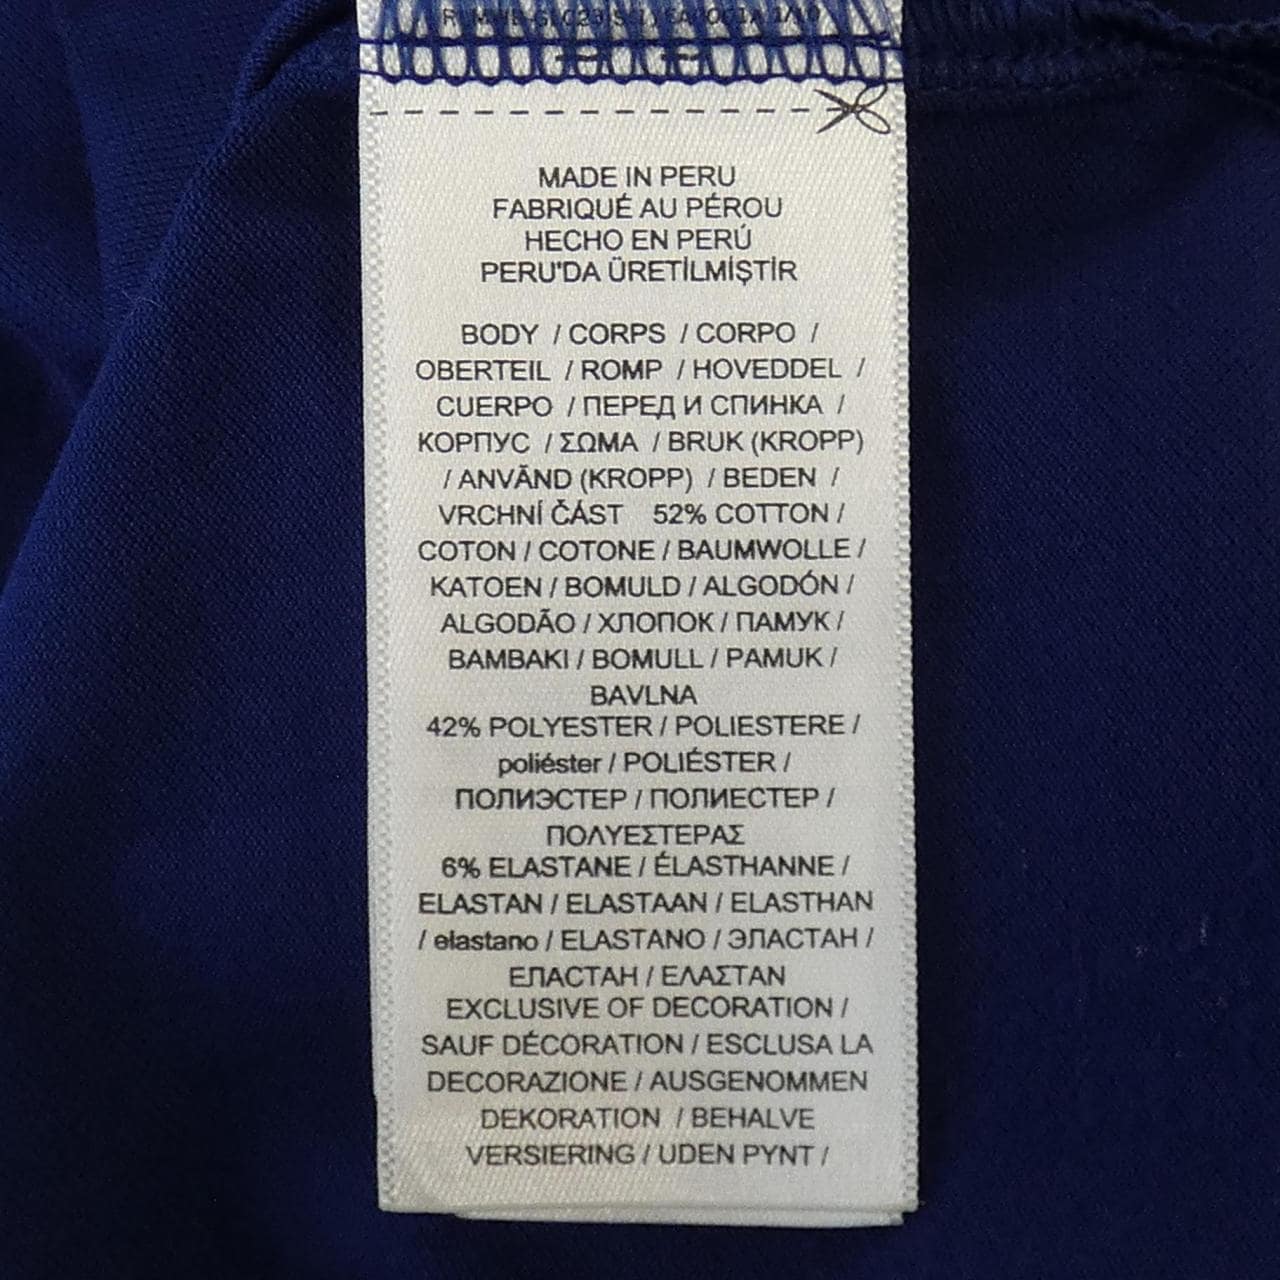 MADE IN PERU
FABRIQUÉ AU PÉROU
HECHO EN PERÚ
PERU'DA ÜRETİLMİŞTİR
BODY / CORPS / CORPO /
OBERTEIL / ROMP / HOVEDDEL /
CUERPO / ПЕРЕД И СПИНКА /
КОРПУС / ΣΩΜΑ / BRUK (KROPP)
/ ANVÃND (KROPP) / BEDEN /
VRCHNÍ ČÁST 52% COTTON /
COTON / COTONE / BAUMWOLLE /
KATOEN / BOMULD / ALGODÓN /
ALGODÃO / ХЛОПОК / ПАМУК /
BAMBAKI / BOMULL / PAMUK /
BAVLNA
42% POLYESTER / POLIESTERE /
poliéster / POLIÉSTER /
ПОЛИЭСТЕР / ПОЛИЕСТЕР /
ΠΟΛΥΕΣΤΕΡΑΣ
6% ELASTANE / ÉLASTHANNE /
ELASTAN / ELASTAAN / ELASTHAN
/ elastano / ELASTANO / ЭЛАСТАН /
ЕЛАСТАН / ΕΛΑΣΤΑΝ
EXCLUSIVE OF DECORATION /
SAUF DÉCORATION / ESCLUSA LA
DECORAZIONE / AUSGENOMMEN
DEKORATION / BEHALVE
VERSIERING / UDEN PYNT /